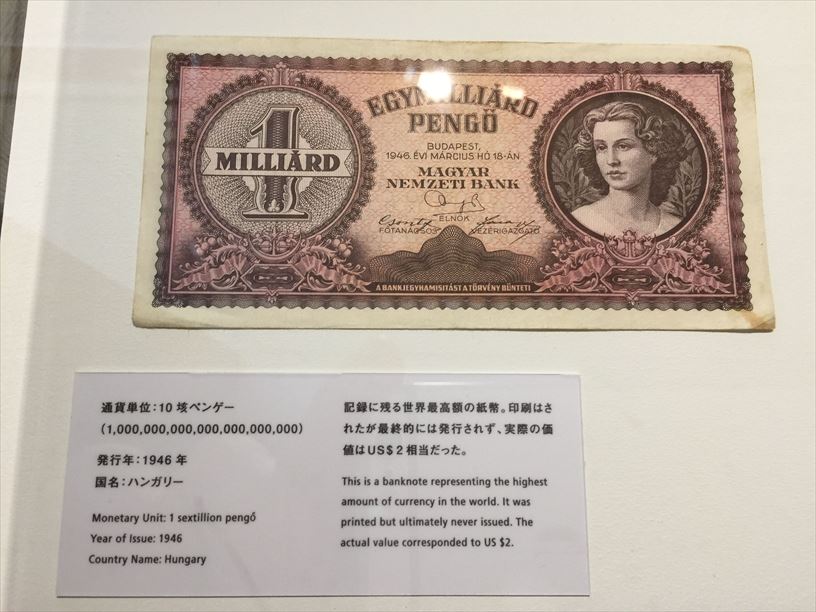 EGYMILLIÁRD
PENGŐ
1
MILLIÁRD
BUDAPEST,
1946. ÉVI MÁRCIUS HÓ 18-ÁN
MAGYAR
NEMZETI BANK
ELNÖK
FŐTANÁCSOS VEZÉRIGAZGATÓ
A BANKJEGYHAMISITÁST A TÖRVÉNY BÜNTETI
通貨単位:10 垓ペンゲー
(1,000,000,000,000,000,000,000)
発行年:1946 年
国名:ハンガリー
Monetary Unit: 1 sextillion pengő
Year of Issue: 1946
Country Name: Hungary
記録に残る世界最高額の紙幣。印刷はさ
れたが最終的には発行されず、実際の価
値はUS$2相当だった。
This is a banknote representing the highest
amount of currency in the world. It was
printed but ultimately never issued. The
actual value corresponded to US $2.